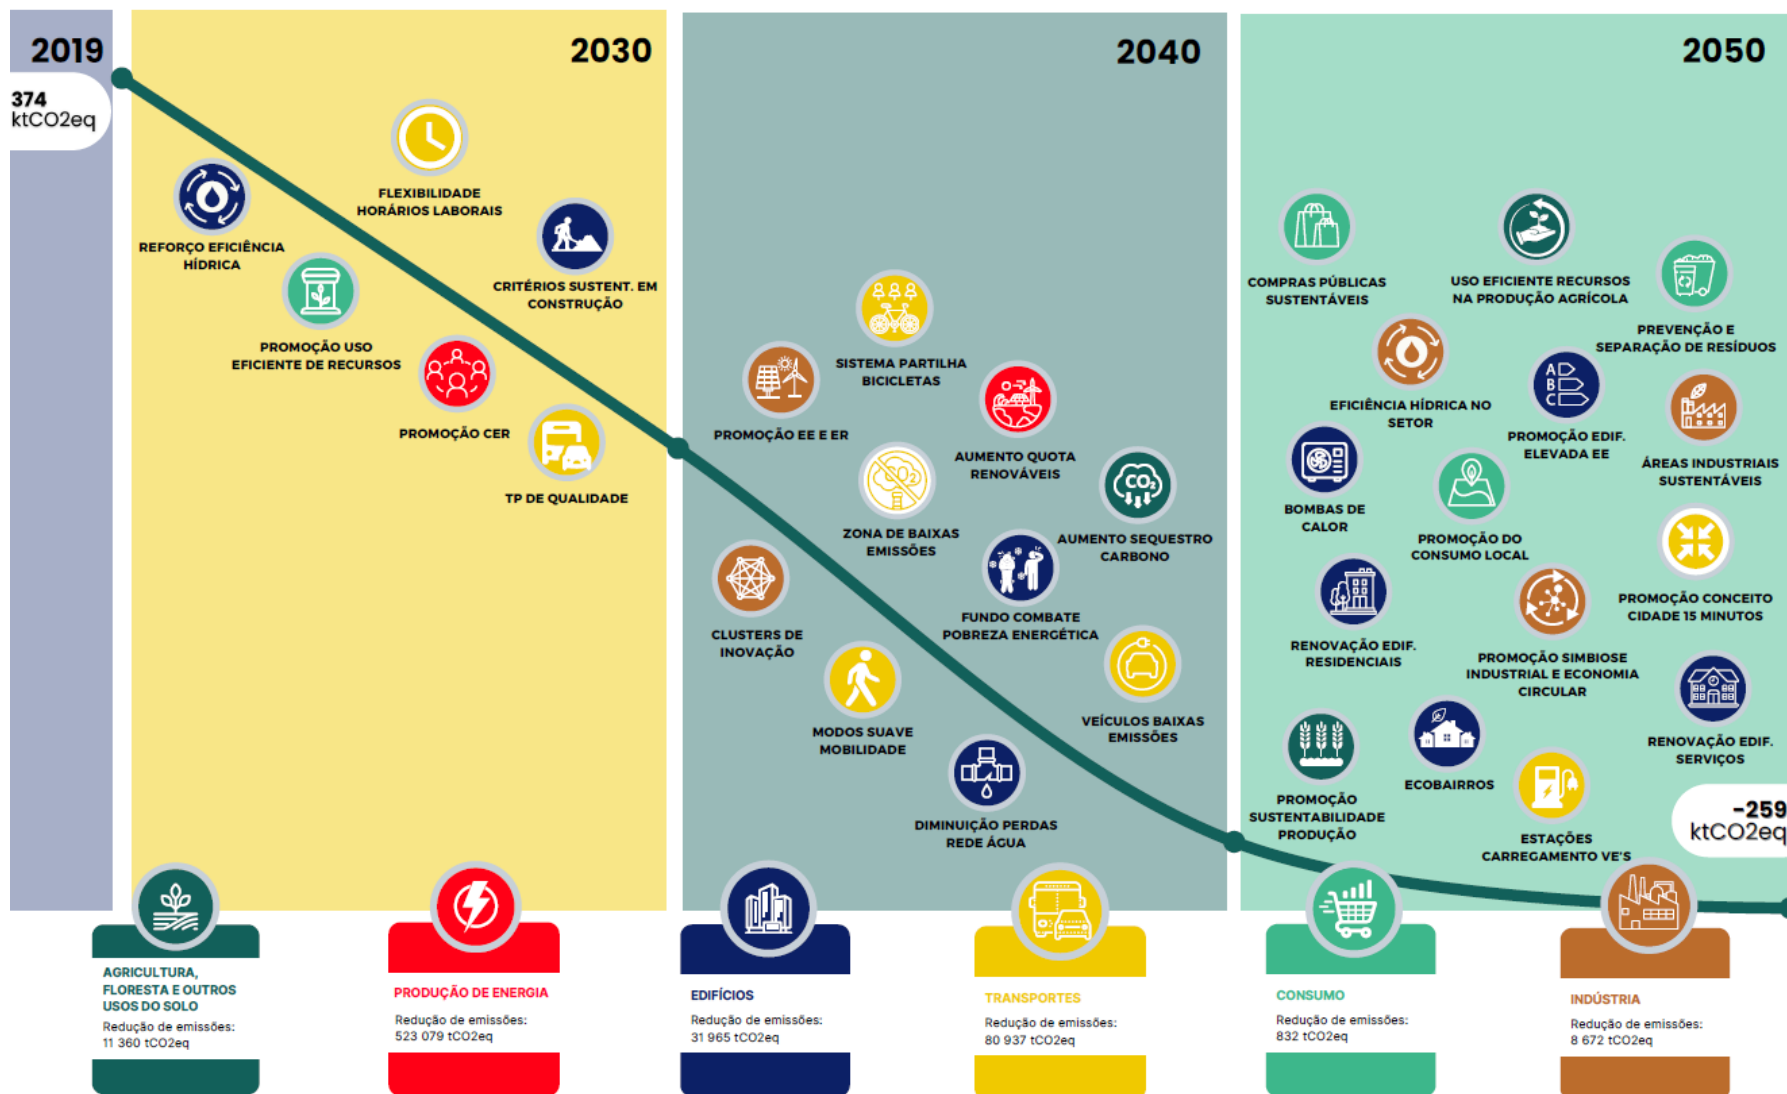 2019
374
ktCO2eq
2030
FLEXIBILIDADE
HORÁRIOS LABORAIS
REFORÇO EFICIÊNCIA
HÍDRICA
CRITÉRIOS SUSTENT. EM
CONSTRUÇÃO
PROMOÇÃO USO
EFICIENTE DE RECURSOS
PROMOÇÃO CER
TP DE QUALIDADE
2040
SISTEMA PARTILHA
BICICLETAS
PROMOÇÃO EE E ER
AUMENTO QUOTA
RENOVÁVEIS
CO2
ZONA DE BAIXAS
EMISSÕES
CO2
AUMENTO SEQUESTRO
CARBONO
FUNDO COMBATE
POBREZA ENERGÉTICA
CLUSTERS DE
INOVAÇÃO
MODOS SUAVE
MOBILIDADE
VEÍCULOS BAIXAS
EMISSÕES
DIMINUIÇÃO PERDAS
REDE ÁGUA
2050
COMPRAS PÚBLICAS
SUSTENTÁVEIS
USO EFICIENTE RECURSOS
NA PRODUÇÃO AGRÍCOLA
PREVENÇÃO E
SEPARAÇÃO DE RESÍDUOS
EFICIÊNCIA HÍDRICA NO
SETOR
A
B
C
PROMOÇÃO EDIF.
ELEVADA EE
ÁREAS INDUSTRIAIS
SUSTENTÁVEIS
BOMBAS DE
CALOR
PROMOÇÃO DO
CONSUMO LOCAL
PROMOÇÃO CONCEITO
CIDADE 15 MINUTOS
RENOVAÇÃO EDIF.
RESIDENCIAIS
PROMOÇÃO SIMBIOSE
INDUSTRIAL E ECONOMIA
CIRCULAR
RENOVAÇÃO EDIF.
SERVIÇOS
PROMOÇÃO
SUSTENTABILIDADE
PRODUÇÃO
ECOBAIRROS
ESTAÇÕES
CARREGAMENTO VE'S
-259
ktCO2eq
AGRICULTURA,
FLORESTA E OUTROS
USOS DO SOLO
Redução de emissões:
11 360 tCO2eq
PRODUÇÃO DE ENERGIA
Redução de emissões:
523 079 tCO2eq
EDIFÍCIOS
Redução de emissões:
31 965 tCO2eq
TRANSPORTES
Redução de emissões:
80 937 tCO2eq
CONSUMO
Redução de emissões:
832 tCO2eq
INDÚSTRIA
Redução de emissões:
8 672 tCO2eq